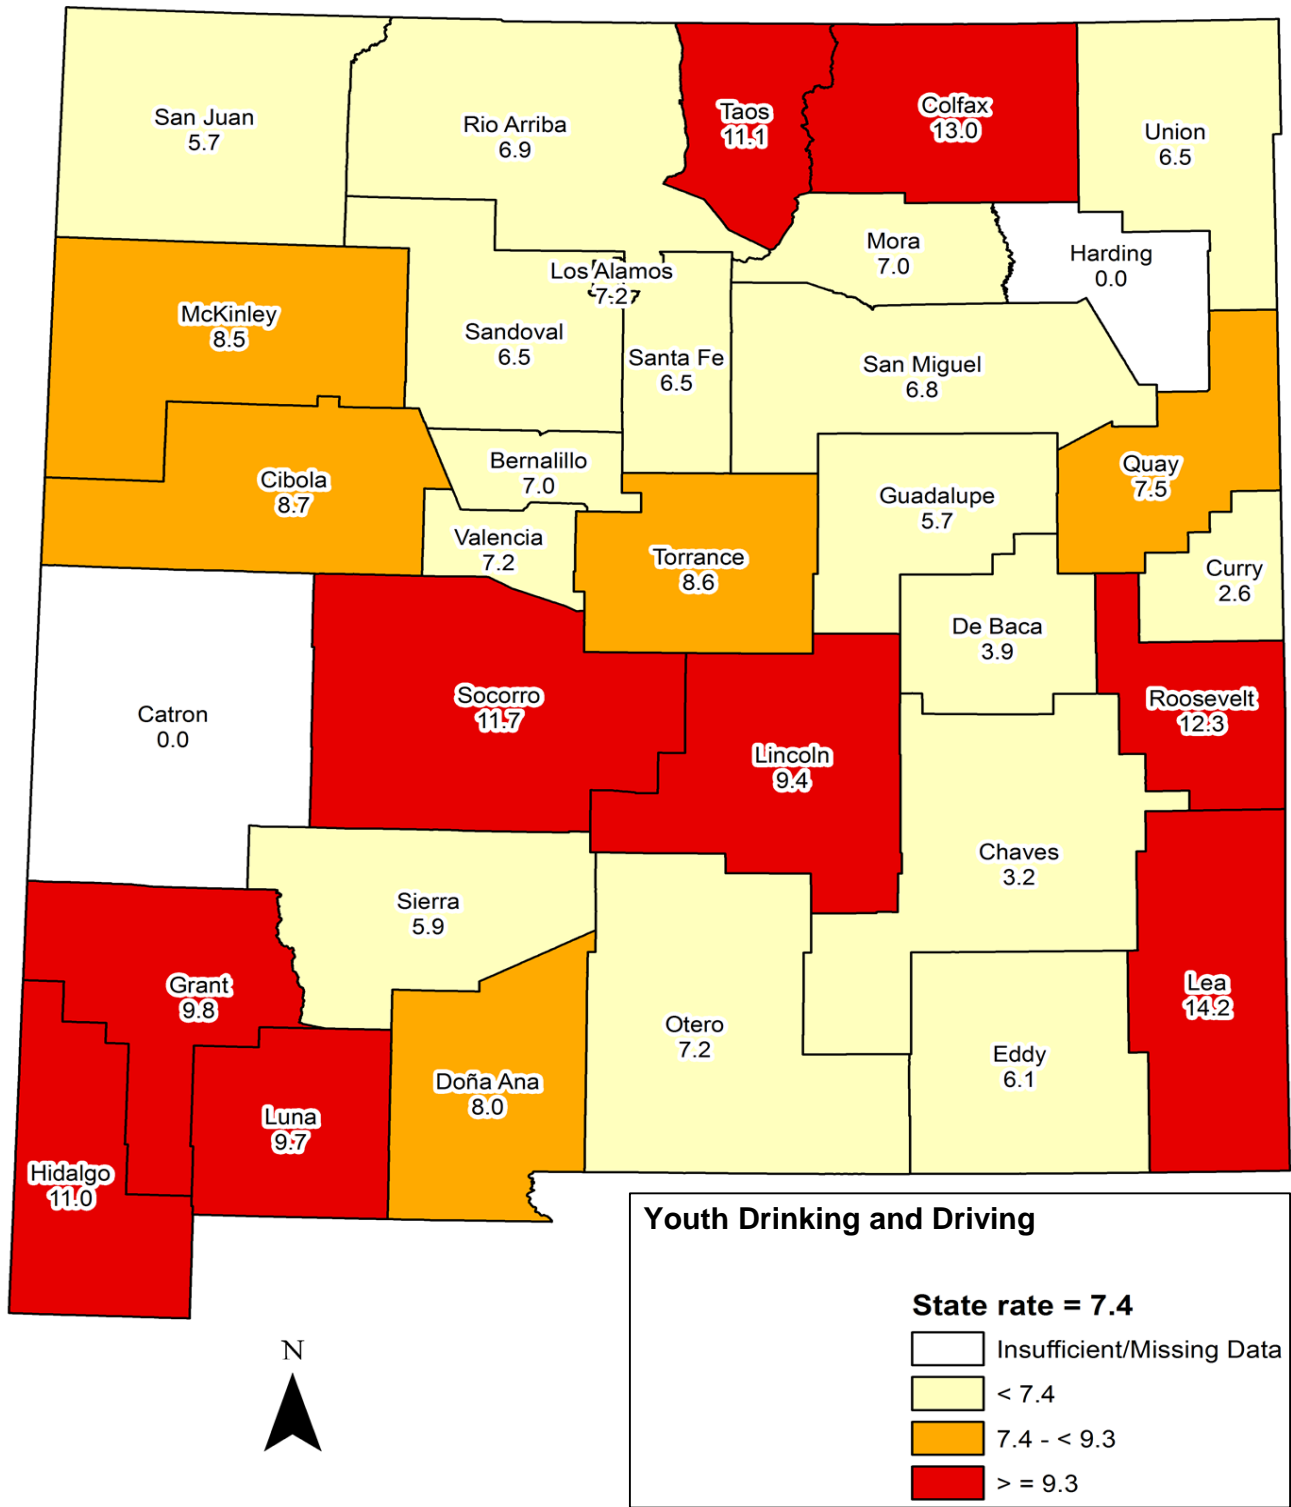 San Juan
5.7
Rio Arriba
6.9
Taos
11.1
Colfax
13.0
Union
6.5
Mora
7.0
Harding
0.0
Los Alamos
7.2
McKinley
8.5
Sandoval
6.5
Santa Fe
6.5
San Miguel
6.8
Cibola
8.7
Bernalillo
7.0
Quay
7.5
Guadalupe
5.7
Valencia
7.2
Torrance
8.6
Curry
2.6
De Baca
3.9
Catron
0.0
Socorro
11.7
Lincoln
9.4
Roosevelt
12.3
Chaves
3.2
Sierra
5.9
Grant
9.8
Lea
14.2
Otero
7.2
Eddy
6.1
Doña Ana
8.0
Luna
9.7
Hidalgo
11.0
N
Youth Drinking and Driving
State rate = 7.4
Insufficient/Missing Data
< 7.4
7.4 - < 9.3
> = 9.3